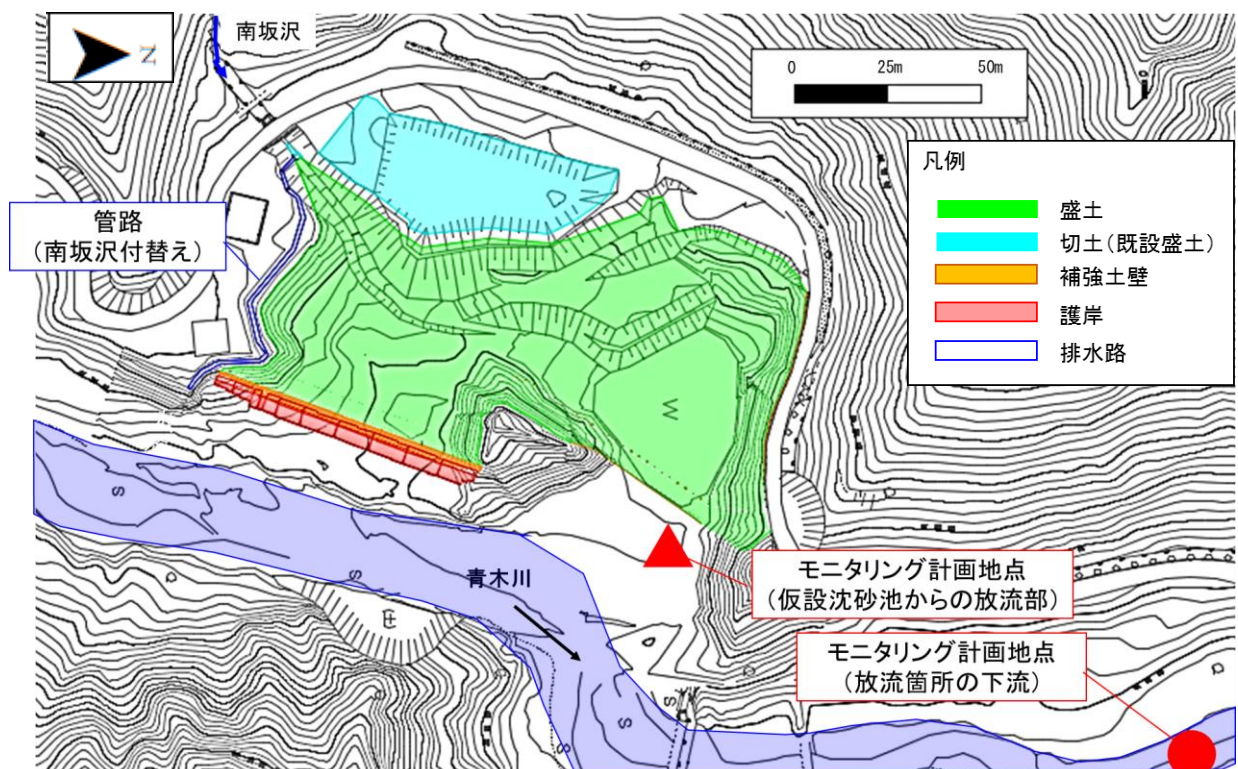 南坂沢
N
0 25m 50m
凡例
盛土
切土(既設盛土)
補強土壁
護岸
排水路
管路
(南坂沢付替え)
W
青木川
S
S
S
S
S
S
モニタリング計画地点
(仮設沈砂池からの放流部)
モニタリング計画地点
(放流箇所の下流)